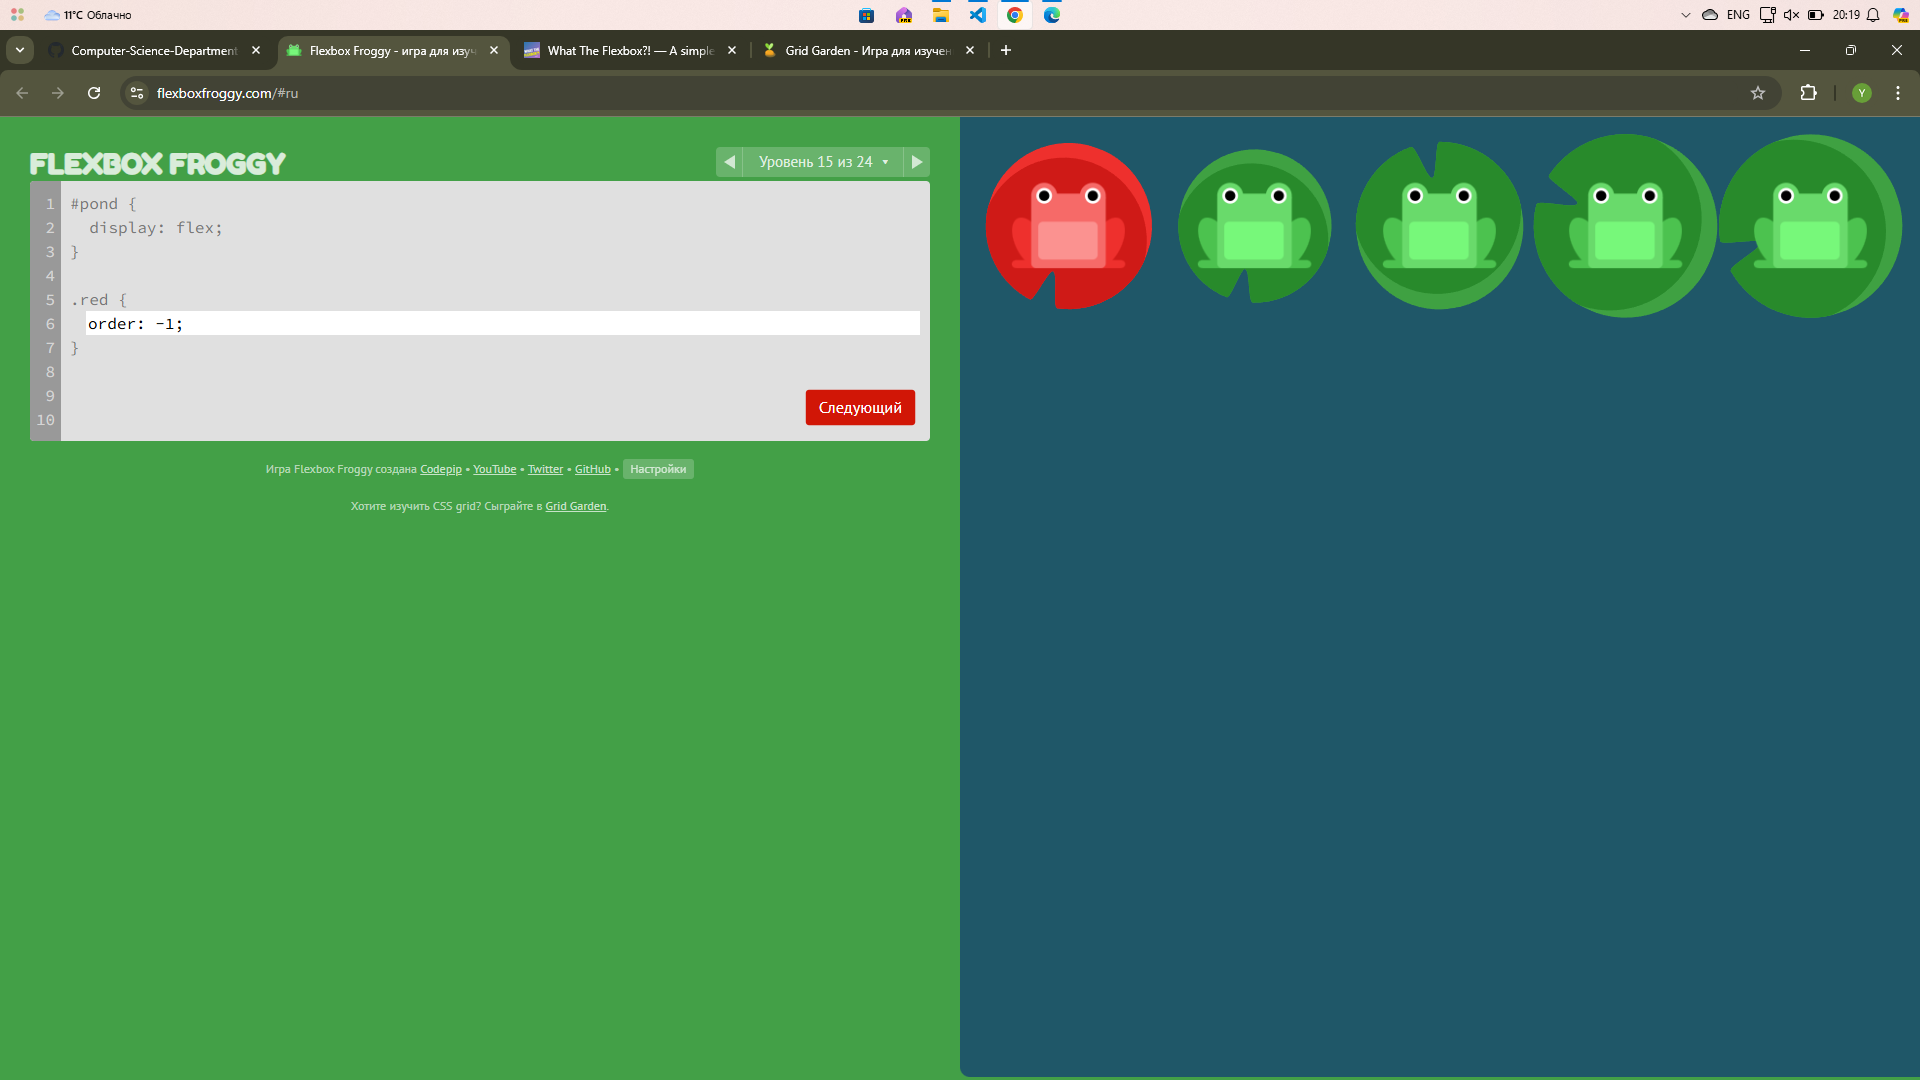 11°C Облачно
ENG
20:19
Computer-Science-Department
Flexbox Froggy - игра для изуч
What The Flexbox?! — A simple
Grid Garden - Игра для изучен
flexboxfroggy.com/#ru
Y
FLEXBOX FROGGY
Уровень 15 из 24
1 #pond {
2 display: flex;
3 }
4
5 .red {
6 order: -1;
7 }
8
9
10
Следующий
Игра Flexbox Froggy создана Codepip • YouTube • Twitter • GitHub • Настройки
Хотите изучить CSS grid? Сыграйте в Grid Garden.